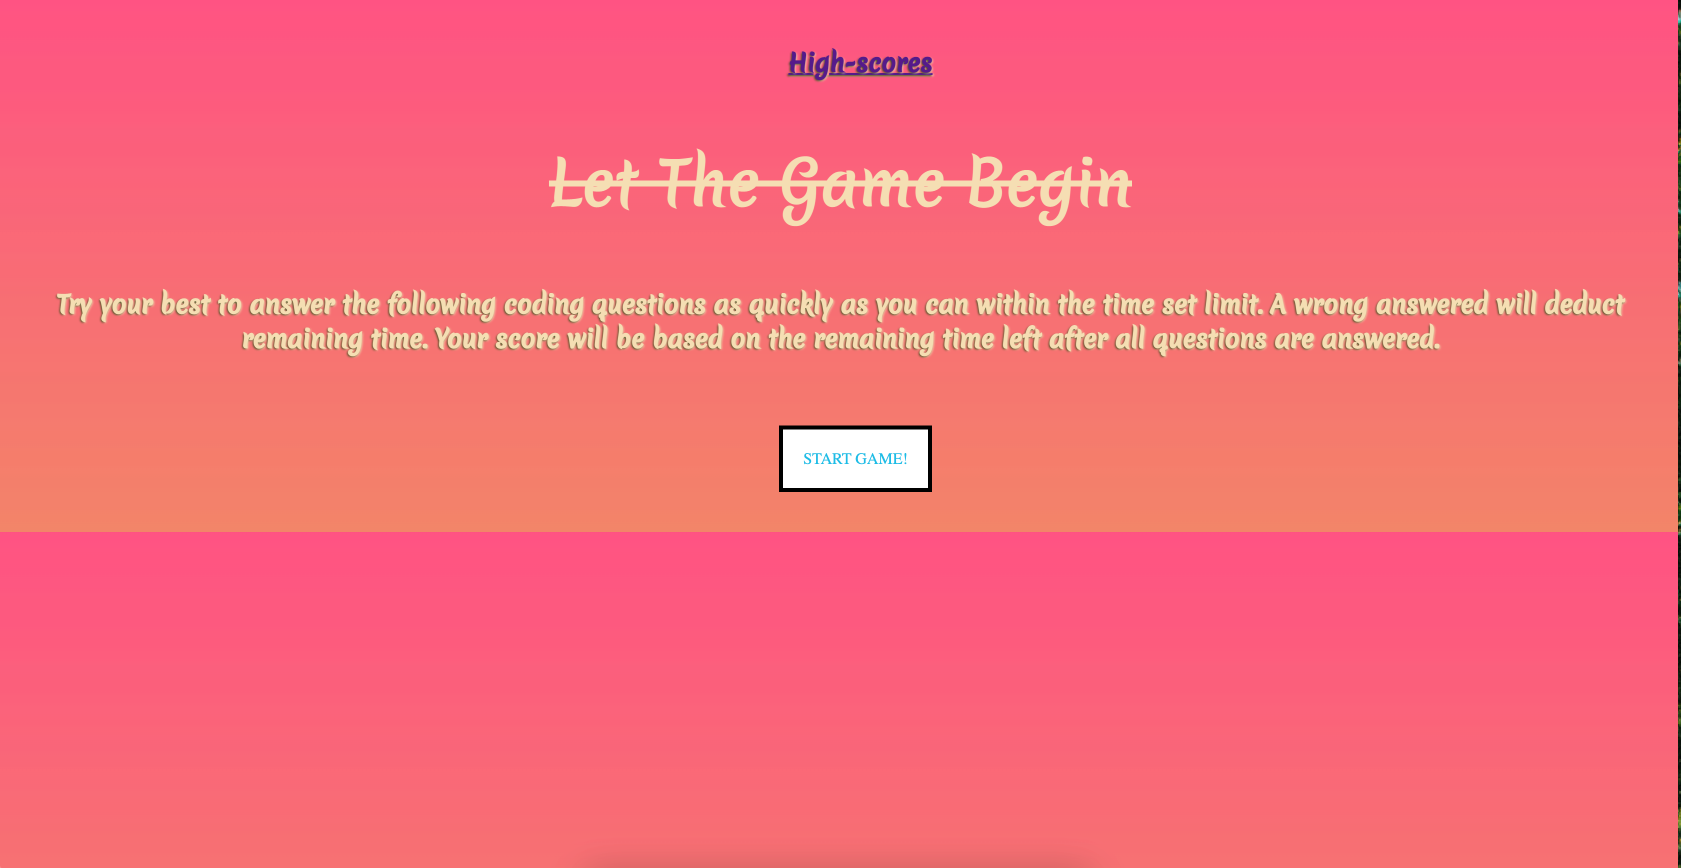 High-scores
Let The Game Begin
Try your best to answer the following coding questions as quickly as you can within the time set limit. A wrong answered will deduct
remaining time. Your score will be based on the remaining time left after all questions are answered.
START GAME!